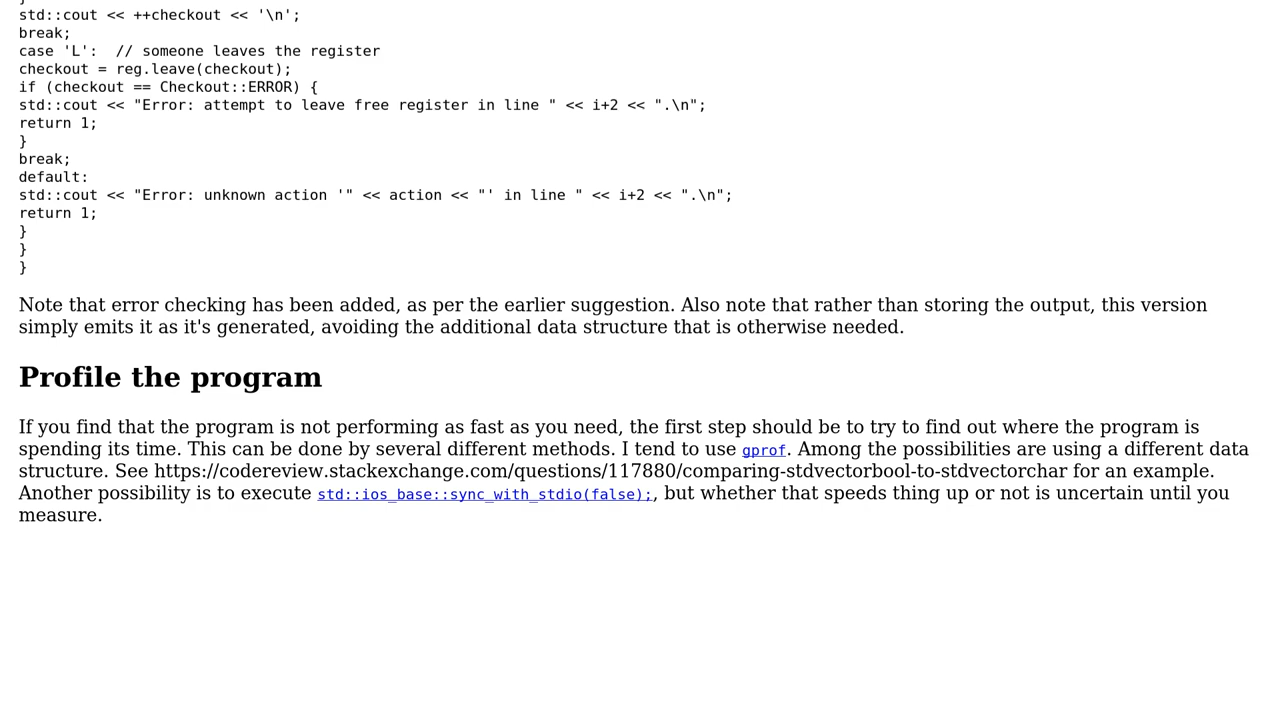 std::cout << ++checkout << '\n';
break;
case 'L':  // someone leaves the register
checkout = reg.leave(checkout);
if (checkout == Checkout::ERROR) {
std::cout << "Error: attempt to leave free register in line " << i+2 << ".\n";
return 1;
}
break;
default:
std::cout << "Error: unknown action '" << action << "' in line " << i+2 << ".\n";
return 1;
}
}
}
Note that error checking has been added, as per the earlier suggestion. Also note that rather than storing the output, this version
simply emits it as it's generated, avoiding the additional data structure that is otherwise needed.
Profile the program
If you find that the program is not performing as fast as you need, the first step should be to try to find out where the program is
spending its time. This can be done by several different methods. I tend to use gprof. Among the possibilities are using a different data
structure. See https://codereview.stackexchange.com/questions/117880/comparing-stdvectorbool-to-stdvectorchar for an example.
Another possibility is to execute std::ios_base::sync_with_stdio(false);, but whether that speeds thing up or not is uncertain until you
measure.